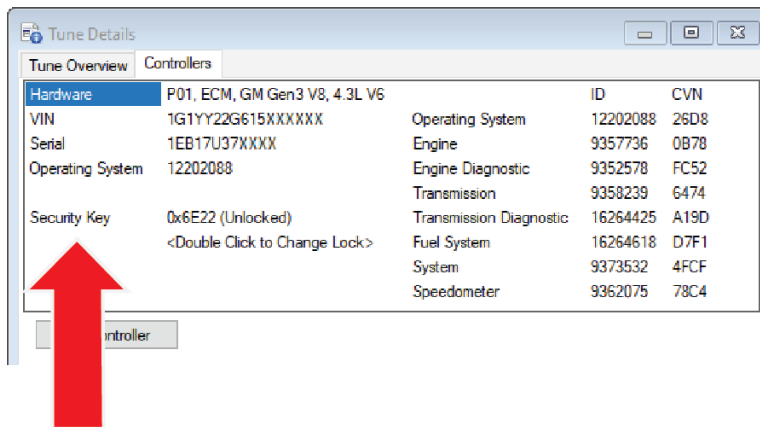 Tune Details
Tune Overview Controllers
Hardware P01, ECM, GM Gen3 V8, 4.3L V6 ID CVN
VIN 1G1YY22G615XXXXXX Operating System 12202088 26D8
Serial 1EB17U37XXXX Engine 9357736 0B78
Operating System 12202088 Engine Diagnostic 9352578 FC52
Transmission 9358239 6474
Security Key 0x6E22 (Unlocked) Transmission Diagnostic 16264425 A19D
<Double Click to Change Lock> Fuel System 16264618 D7F1
System 9373532 4FCF
Speedometer 9362075 78C4